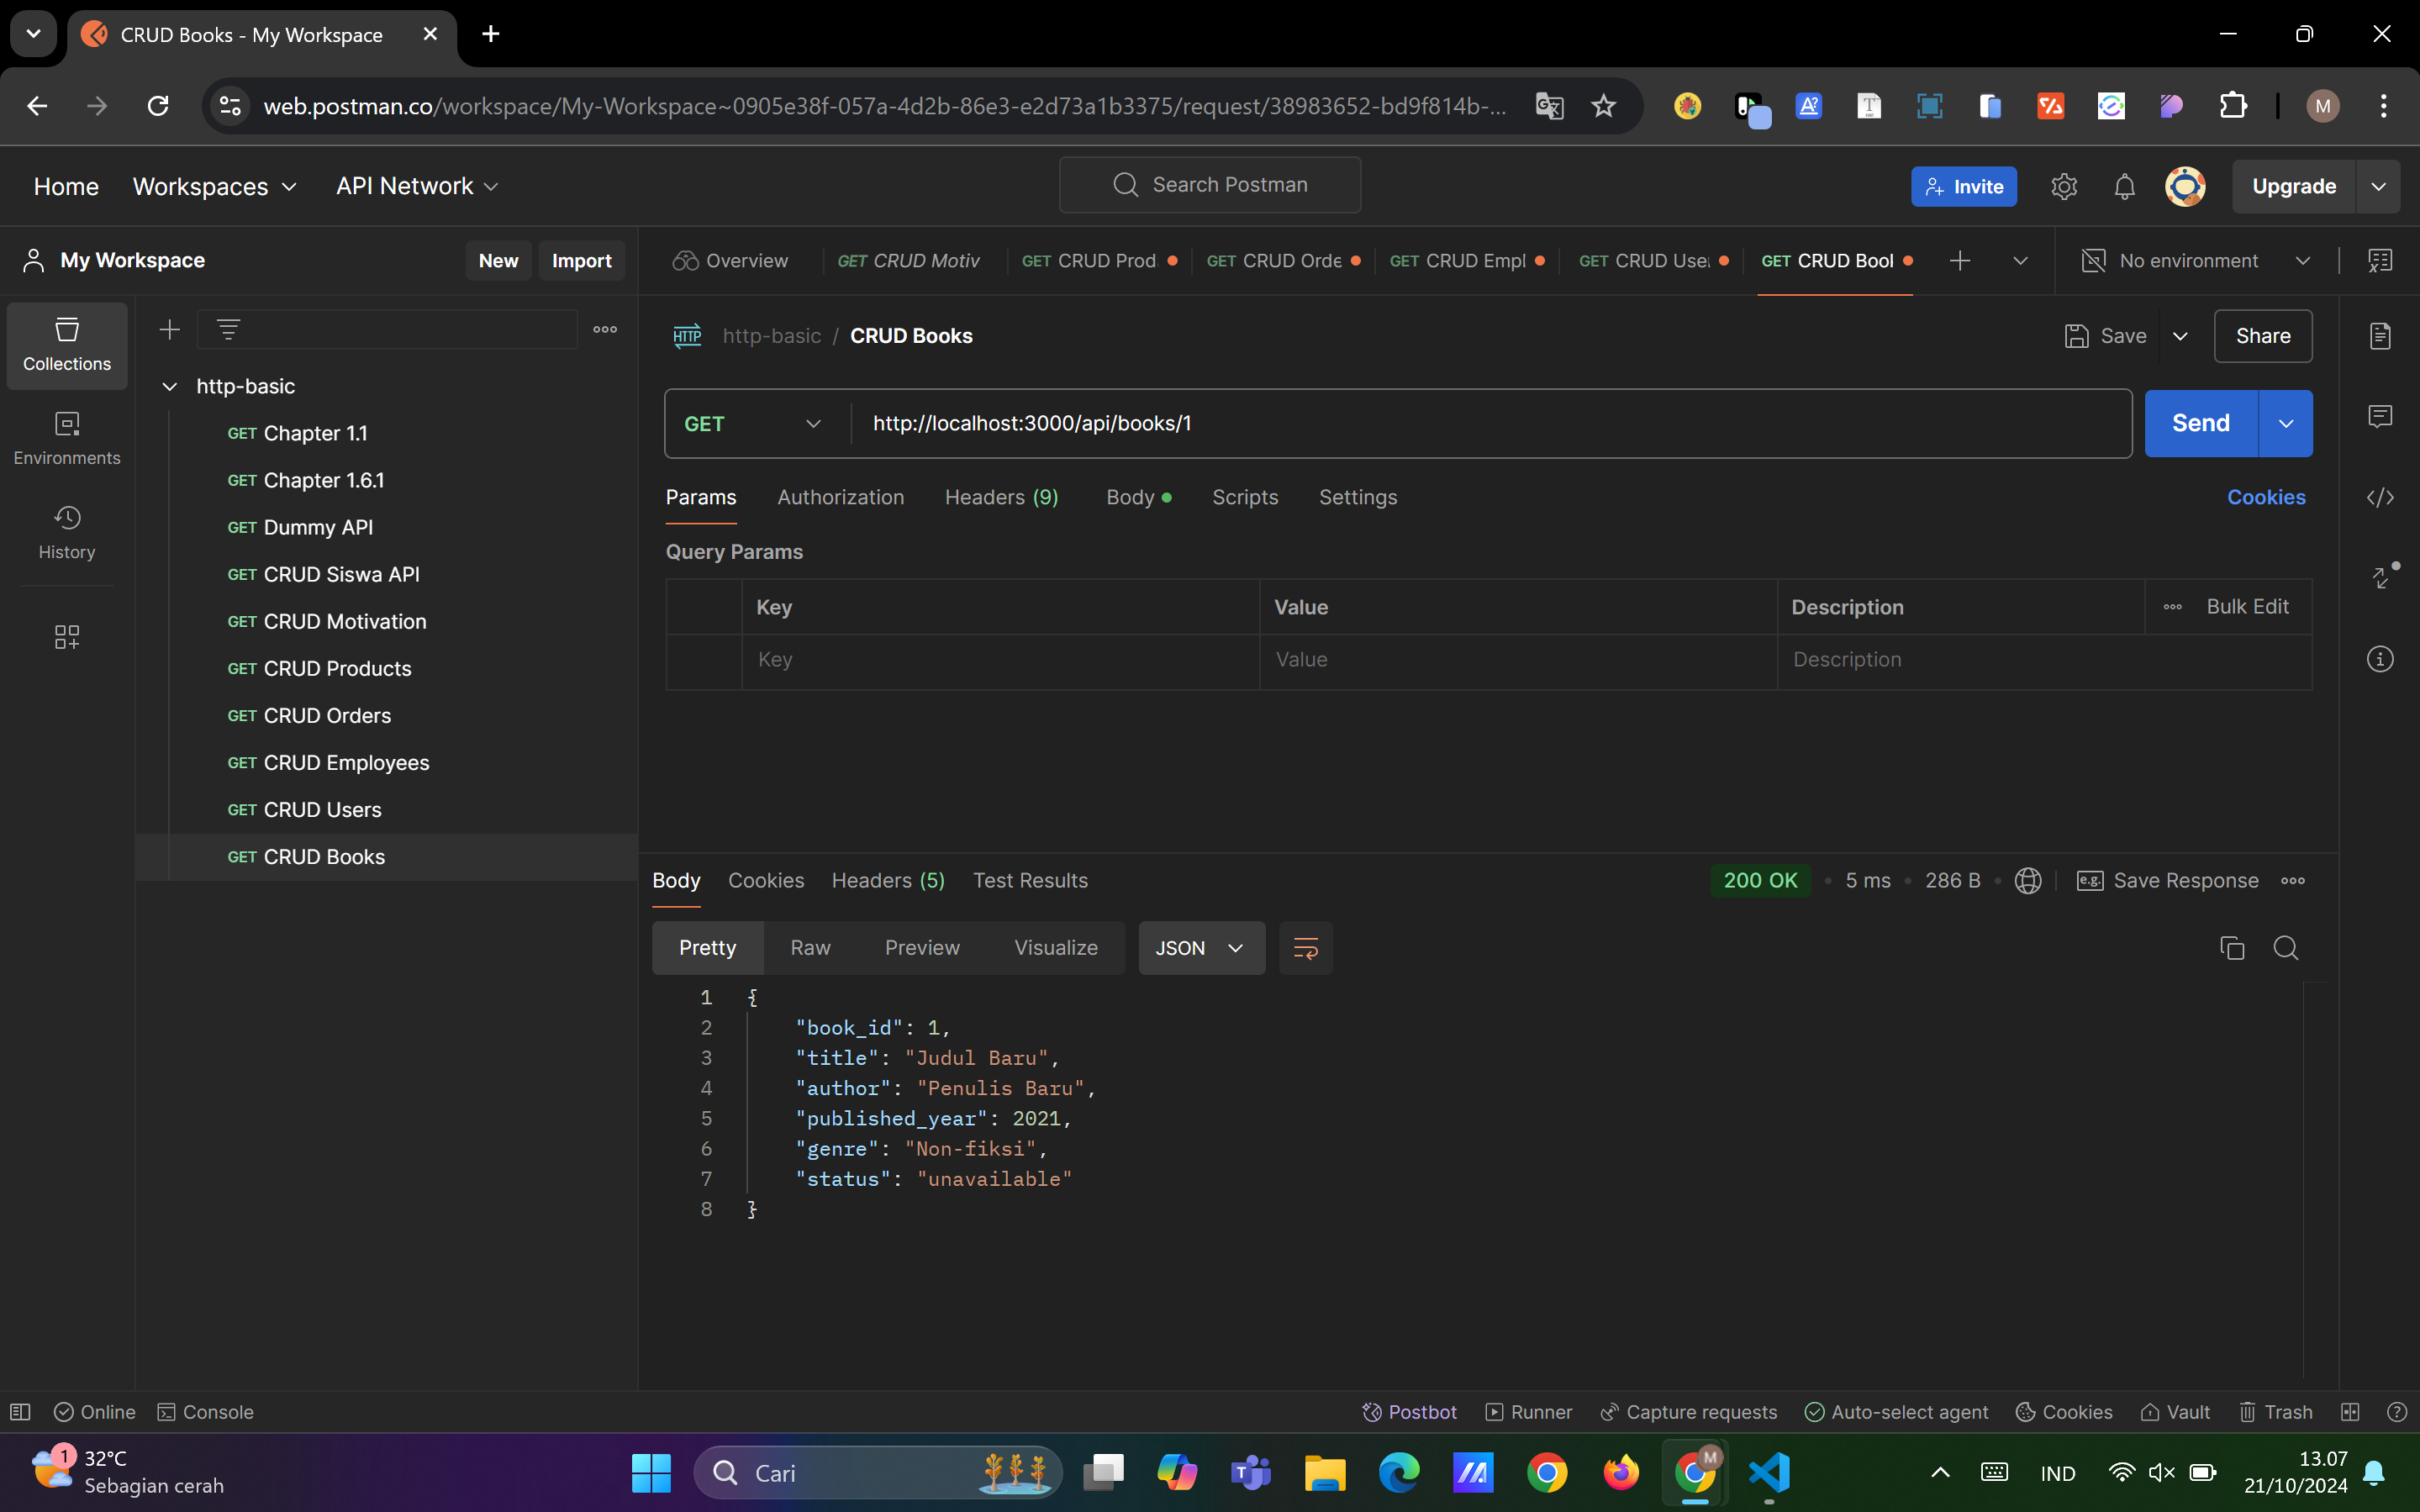 CRUD Books - My Workspace
web.postman.co/workspace/My-Workspace~0905e38f-057a-4d2b-86e3-e2d73a1b3375/request/38983652-bd9f814b-...
M
Home Workspaces API Network
Search Postman
Invite
Upgrade
My Workspace
New Import
Overview
GET CRUD Motiv
GET CRUD Prod
GET CRUD Orde
GET CRUD Empl
GET CRUD Use
GET CRUD Bool
No environment
Collections
Environments
History
http-basic
GET Chapter 1.1
GET Chapter 1.6.1
GET Dummy API
GET CRUD Siswa API
GET CRUD Motivation
GET CRUD Products
GET CRUD Orders
GET CRUD Employees
GET CRUD Users
GET CRUD Books
HTTP http-basic / CRUD Books
Save
Share
GET http://localhost:3000/api/books/1
Send
Params Authorization Headers (9) Body Scripts Settings
Cookies
Query Params
Key Value Description Bulk Edit
Key Value Description
Body Cookies Headers (5) Test Results
200 OK 5 ms 286 B
e.g. Save Response
Pretty Raw Preview Visualize JSON
1 {
2 "book_id": 1,
3 "title": "Judul Baru",
4 "author": "Penulis Baru",
5 "published_year": 2021,
6 "genre": "Non-fiksi",
7 "status": "unavailable"
8 }
Online Console
Postbot Runner Capture requests Auto-select agent Cookies Vault Trash
1
32°C
Sebagian cerah
Cari
M
IND
13.07
21/10/2024